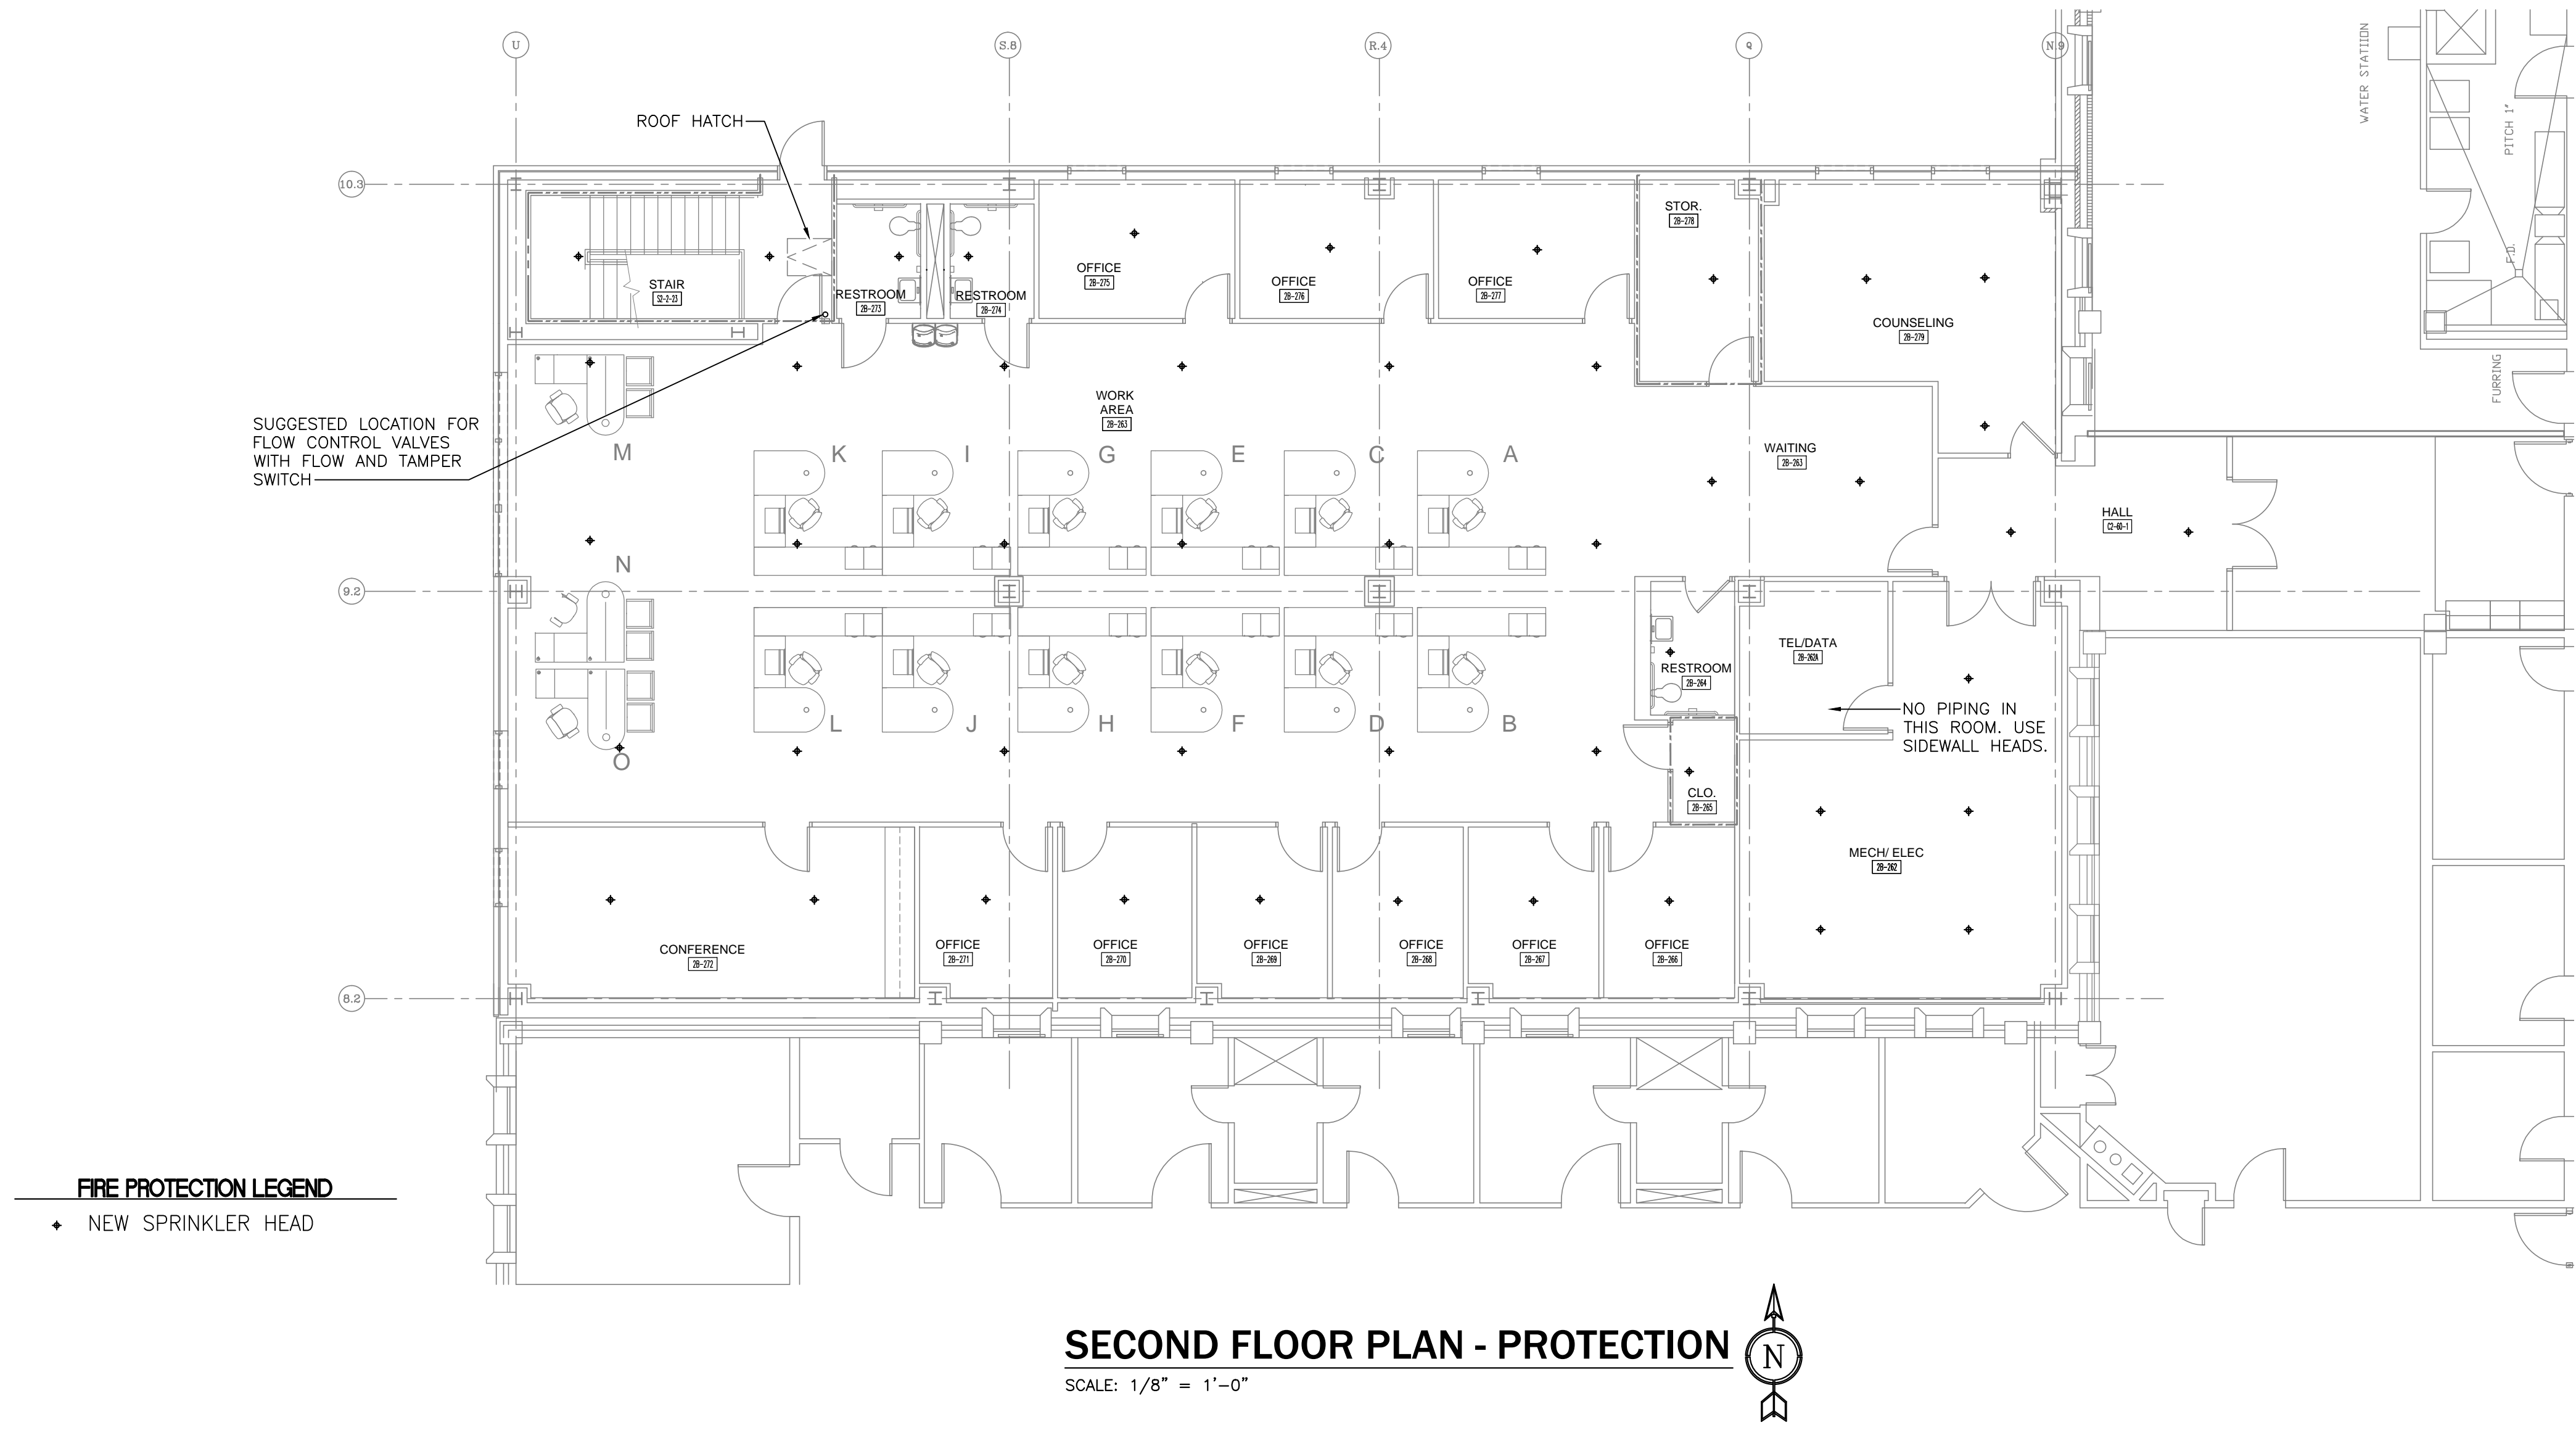 U
S.8
R.4
Q
N.9
WATER STATIION
PITCH 1"
ROOF HATCH
10.3
STOR.
2B-278
F.D.
OFFICE
2B-275
OFFICE
2B-276
OFFICE
2B-277
STAIR
S2-2-23
RESTROOM
2B-273
RESTROOM
2B-274
COUNSELING
2B-279
FURRING
WORK
AREA
2B-263
SUGGESTED LOCATION FOR
FLOW CONTROL VALVES
WITH FLOW AND TAMPER
SWITCH
M
K
I
G
E
C
A
WAITING
2B-263
HALL
C2-60-1
N
9.2
TEL/DATA
2B-262A
RESTROOM
2B-264
NO PIPING IN
THIS ROOM. USE
SIDEWALL HEADS.
L
J
H
F
D
B
O
CLO.
2B-265
MECH/ ELEC
2B-262
CONFERENCE
2B-272
OFFICE
2B-271
OFFICE
2B-270
OFFICE
2B-269
OFFICE
2B-268
OFFICE
2B-267
OFFICE
2B-266
8.2
FIRE PROTECTION LEGEND
NEW SPRINKLER HEAD
SECOND FLOOR PLAN - PROTECTION
SCALE: 1/8" = 1'-0"
N